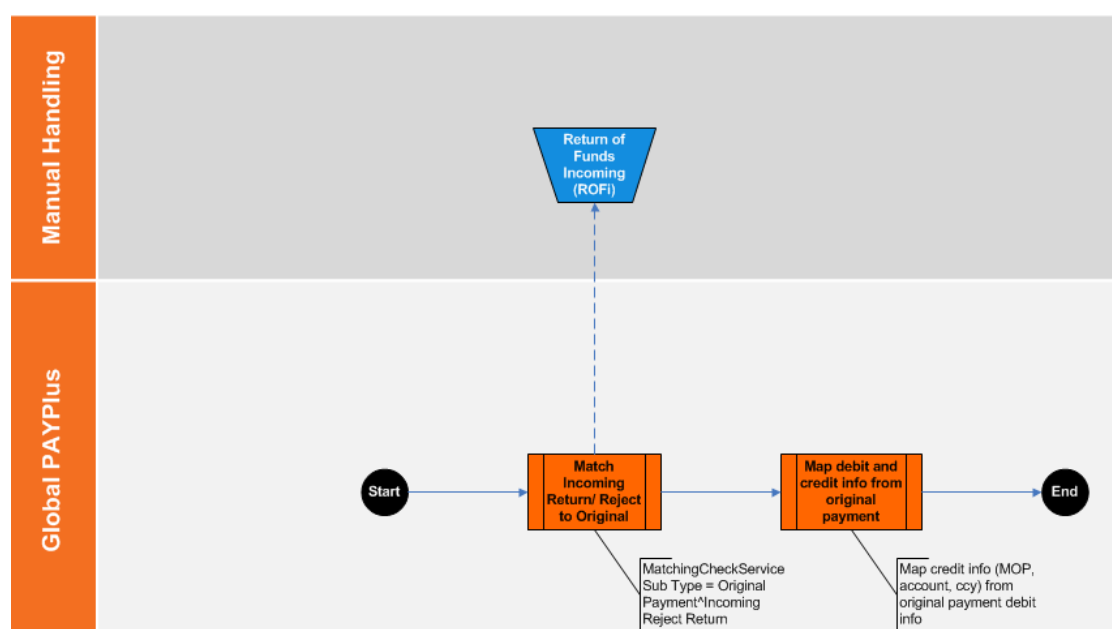 Manual Handling
Return of
Funds
Incoming
(ROFi)
Global PAYPlus
Start
Match
Incoming
Return/ Reject
to Original
Map debit and
credit info from
original
payment
End
MatchingCheckService
Sub Type = Original
Payment^Incoming
Reject Return
Map credit info (MOP,
account, ccy) from
original payment debit
info